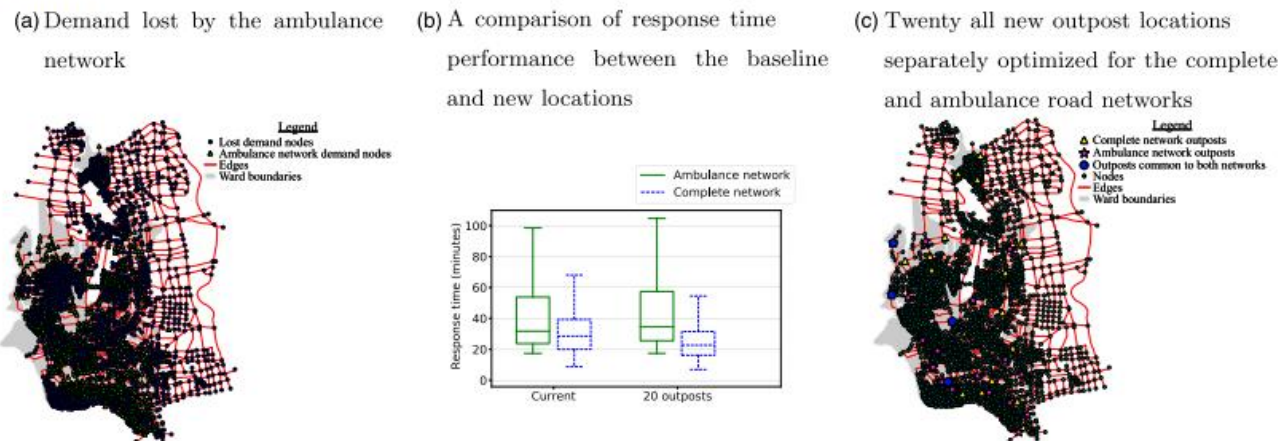 (a) Demand lost by the ambulance
network
Legend
Lost demand nodes
Ambulance network demand nodes
Edges
Ward boundaries
(b) A comparison of response time
performance between the baseline
and new locations
Ambulance network
Complete network
Response time (minutes)
100
80
60
40
20
0
Current
20 outposts
(c) Twenty all new outpost locations
separately optimized for the complete
and ambulance road networks
Legend
Complete network outposts
Ambulance network outposts
Outposts common to both networks
Nodes
Edges
Ward boundaries